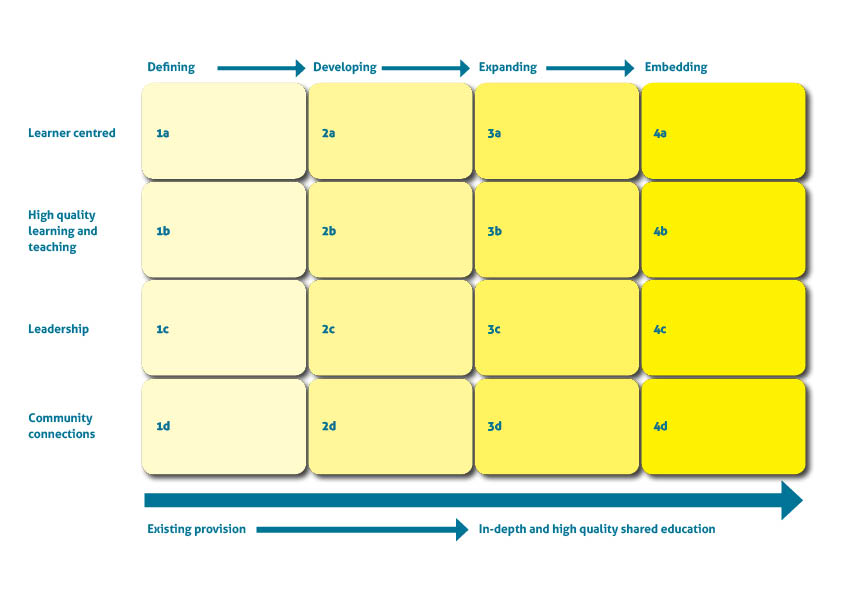 Defining Developing Expanding Embedding
Learner centred 1a 2a 3a 4a
High quality
learning and 1b 2b 3b 4b
teaching
Leadership 1c 2c 3c 4c
Community
connections 1d 2d 3d 4d
Existing provision In-depth and high quality shared education